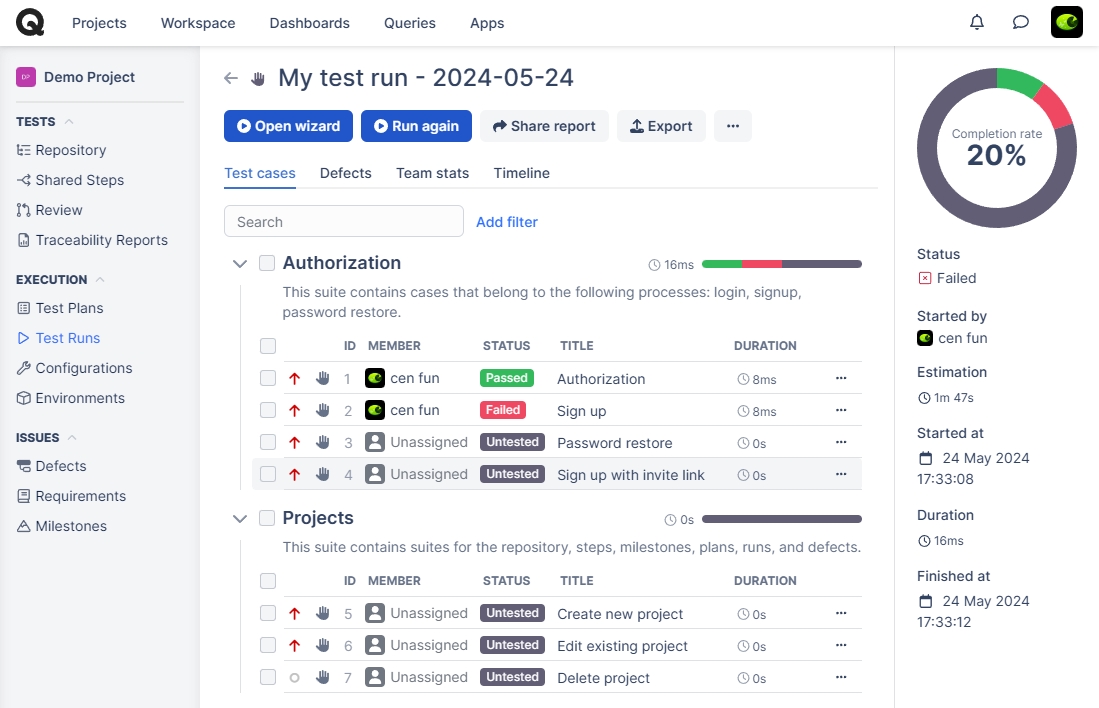 Projects Workspace Dashboards Queries Apps
DP Demo Project
TESTS
Repository
Shared Steps
Review
Traceability Reports
EXECUTION
Test Plans
Test Runs
Configurations
Environments
ISSUES
Defects
Requirements
Milestones
My test run - 2024-05-24
Open wizard Run again Share report Export
Test cases Defects Team stats Timeline
Search Add filter
Authorization 16ms
This suite contains cases that belong to the following processes: login, signup,
password restore.
ID MEMBER STATUS TITLE DURATION
1 cen fun Passed Authorization 8ms
2 cen fun Failed Sign up 8ms
3 Unassigned Untested Password restore 0s
4 Unassigned Untested Sign up with invite link 0s
Projects 0s
This suite contains suites for the repository, steps, milestones, plans, runs, and defects.
ID MEMBER STATUS TITLE DURATION
5 Unassigned Untested Create new project 0s
6 Unassigned Untested Edit existing project 0s
7 Unassigned Untested Delete project 0s
Completion rate
20%
Status
Failed
Started by
cen fun
Estimation
1m 47s
Started at
24 May 2024
17:33:08
Duration
16ms
Finished at
24 May 2024
17:33:12